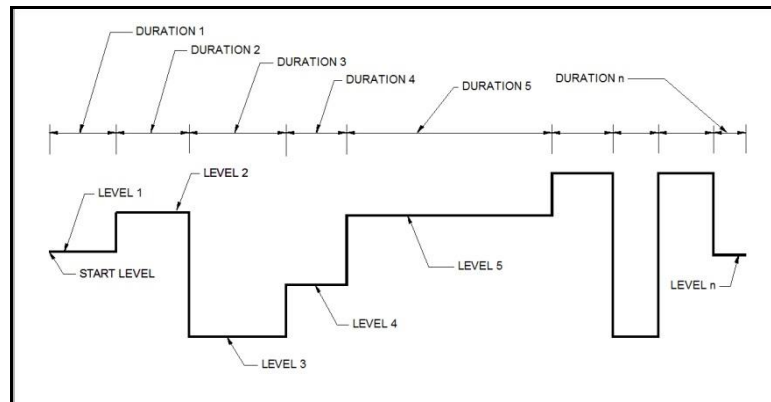 DURATION 1
DURATION 2
DURATION 3
DURATION 4
DURATION 5
DURATION n
LEVEL 1
LEVEL 2
START LEVEL
LEVEL 5
LEVEL n
LEVEL 4
LEVEL 3